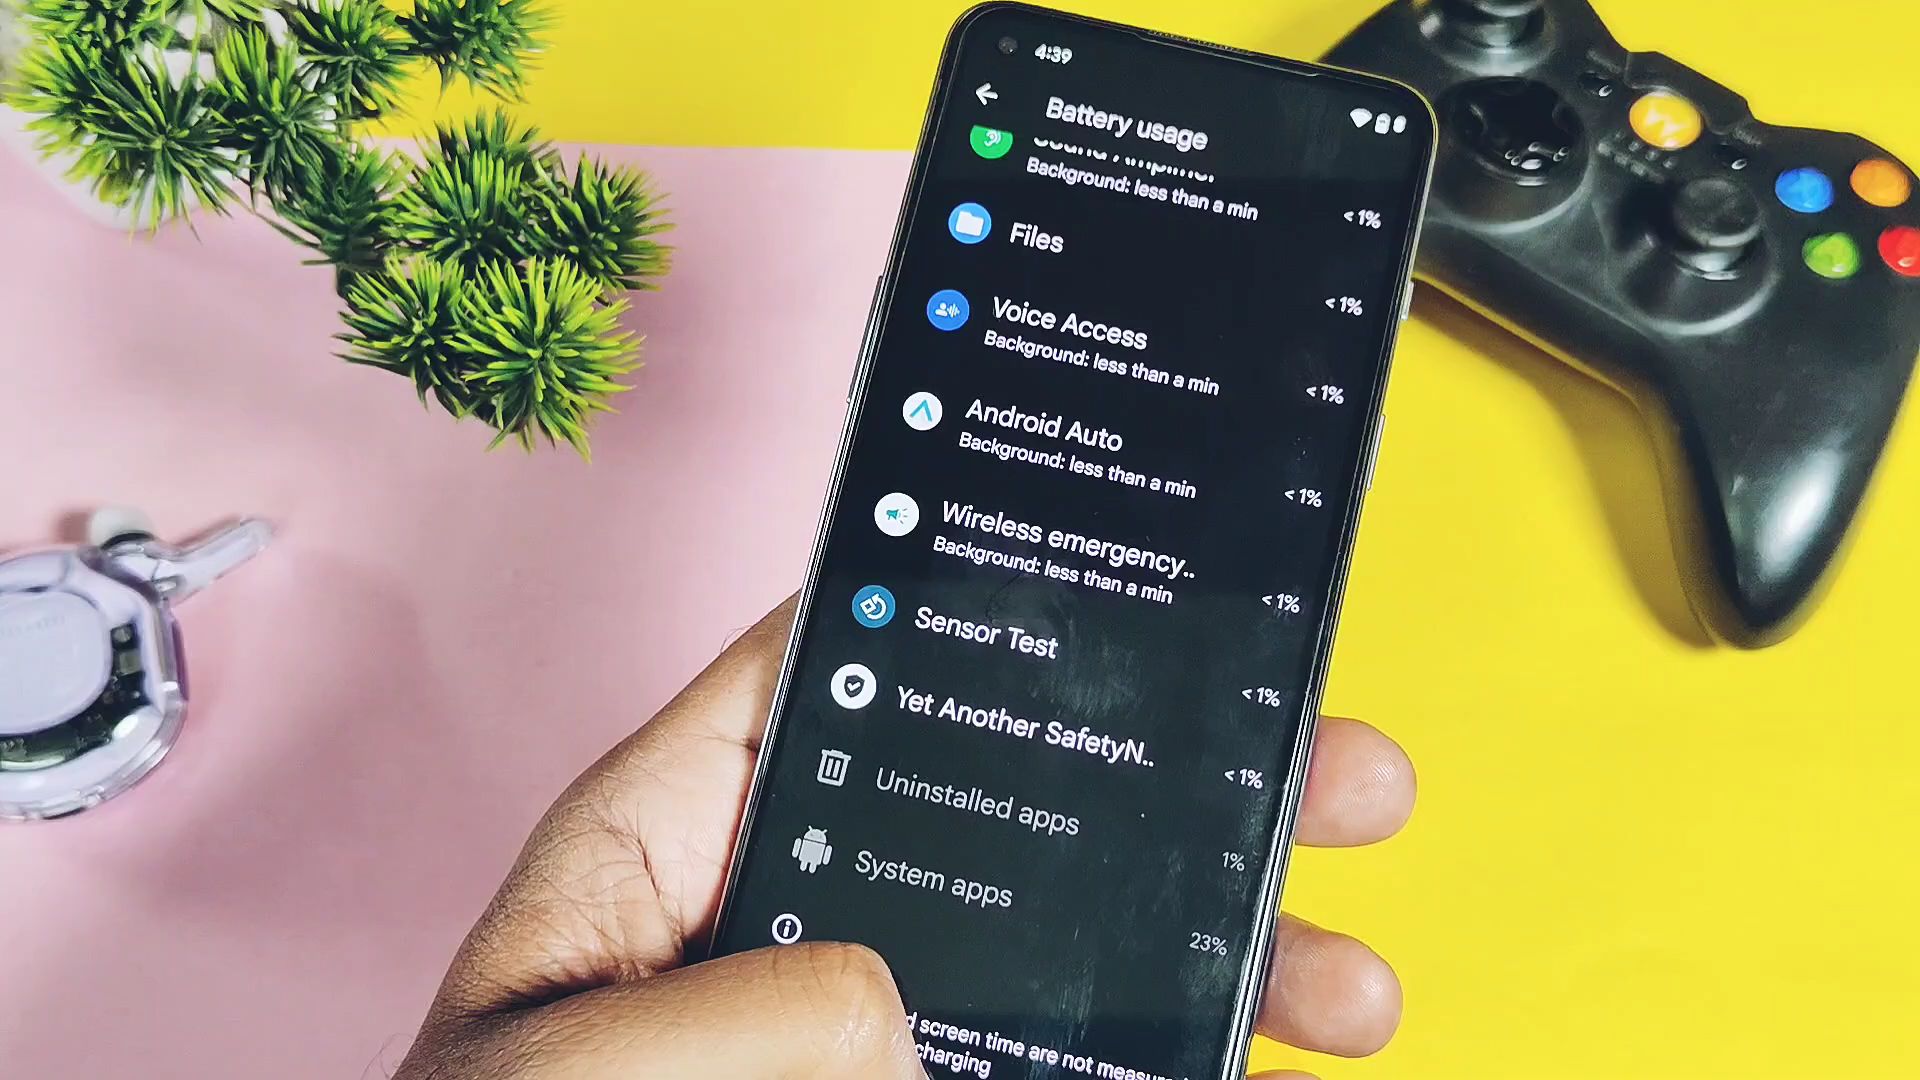 4:39
Battery usage
Background: less than a min
< 1%
Files
< 1%
Voice Access
Background: less than a min
< 1%
Android Auto
Background: less than a min
< 1%
Wireless emergency..
Background: less than a min
< 1%
Sensor Test
< 1%
Yet Another SafetyN..
< 1%
Uninstalled apps
1%
System apps
23%
screen time are not
charging